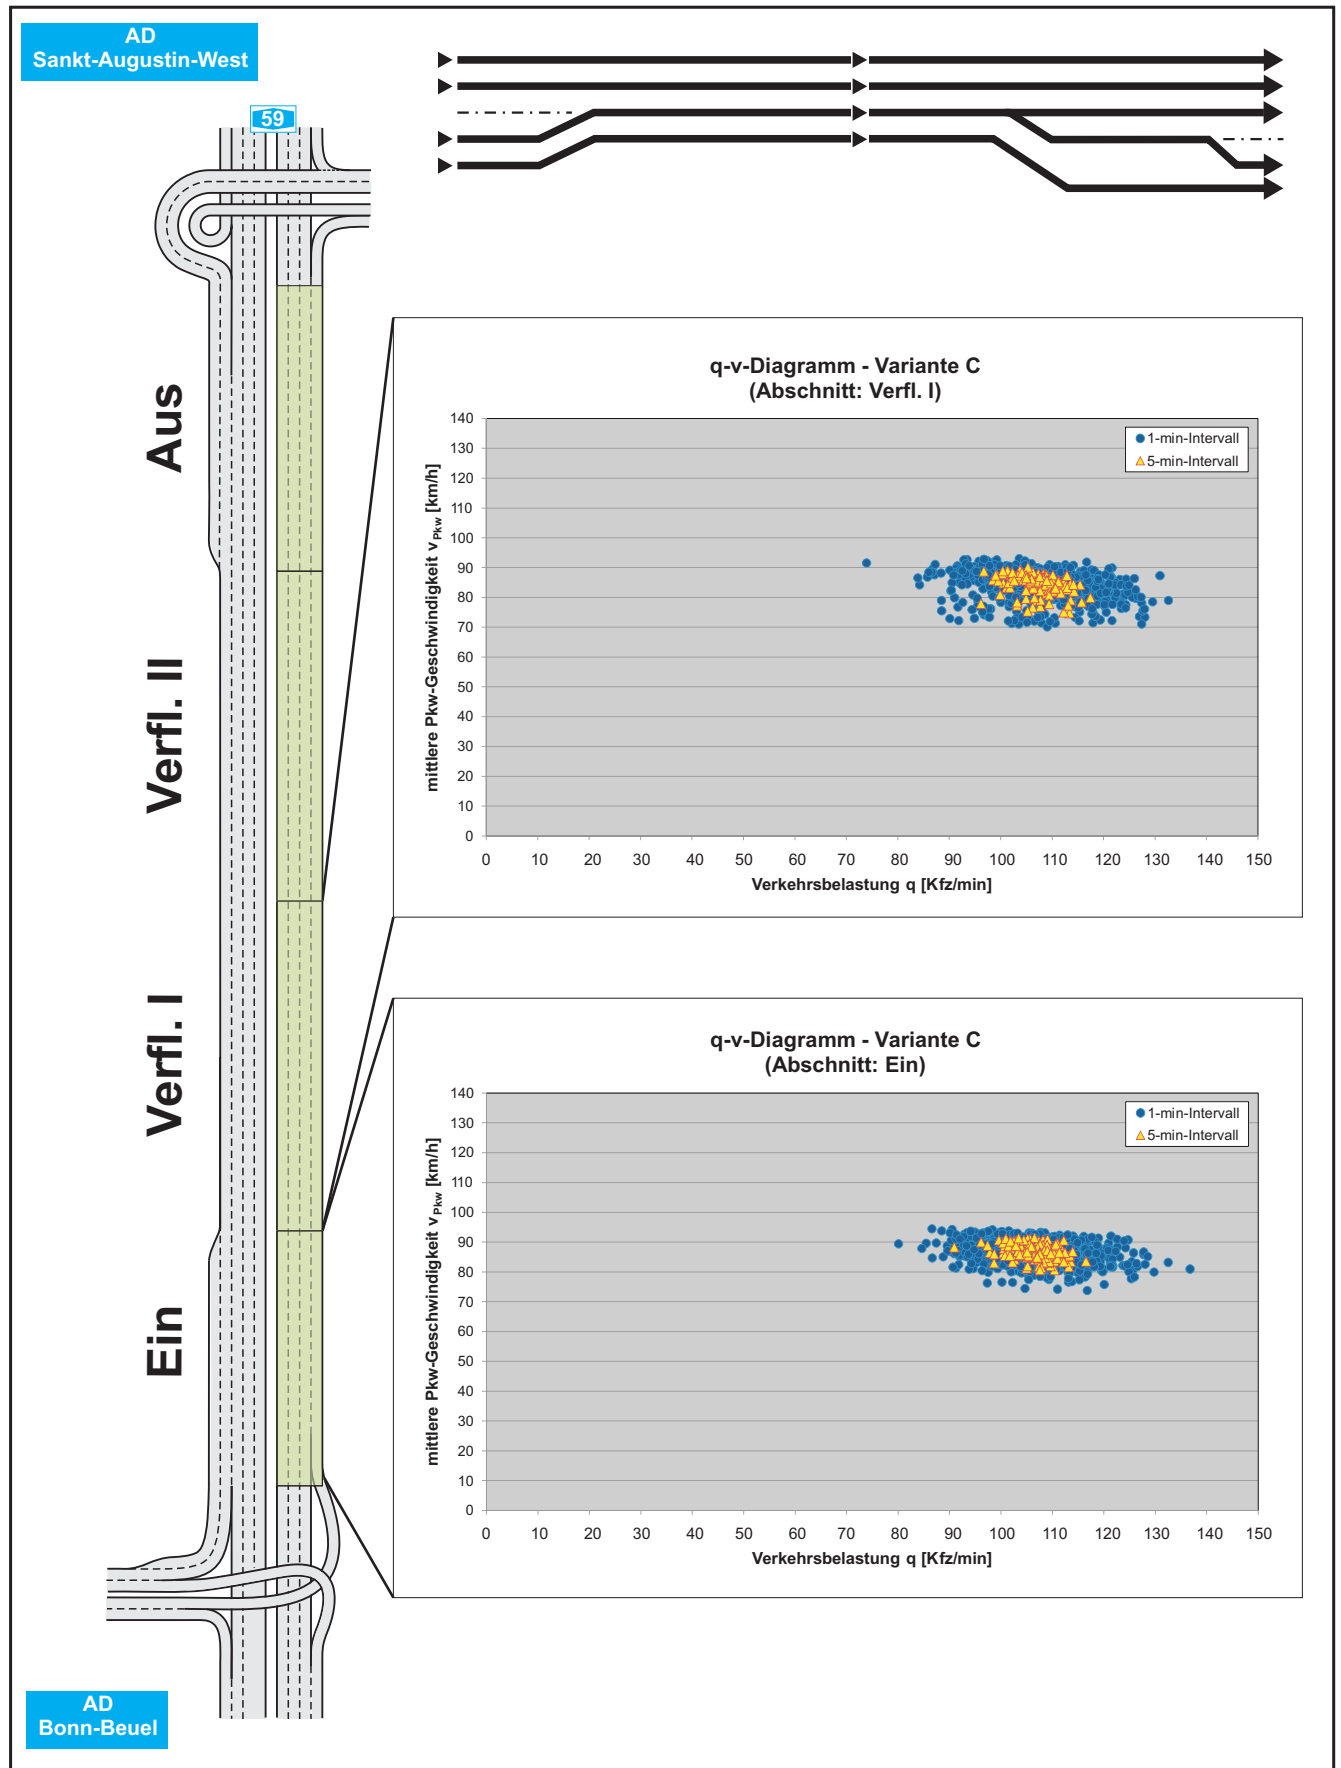 AD
Sankt-Augustin-West
59
Aus
Verfl. II
Verfl. I
Ein
AD
Bonn-Beuel
q-v-Diagramm - Variante C
(Abschnitt: Verfl. I)
mittlere Pkw-Geschwindigkeit vPkw [km/h]
140
130
120
110
100
90
80
70
60
50
40
30
20
10
0
1-min-Intervall
5-min-Intervall
0 10 20 30 40 50 60 70 80 90 100 110 120 130 140 150
Verkehrsbelastung q [Kfz/min]
q-v-Diagramm - Variante C
(Abschnitt: Ein)
mittlere Pkw-Geschwindigkeit vPkw [km/h]
140
130
120
110
100
90
80
70
60
50
40
30
20
10
0
1-min-Intervall
5-min-Intervall
0 10 20 30 40 50 60 70 80 90 100 110 120 130 140 150
Verkehrsbelastung q [Kfz/min]